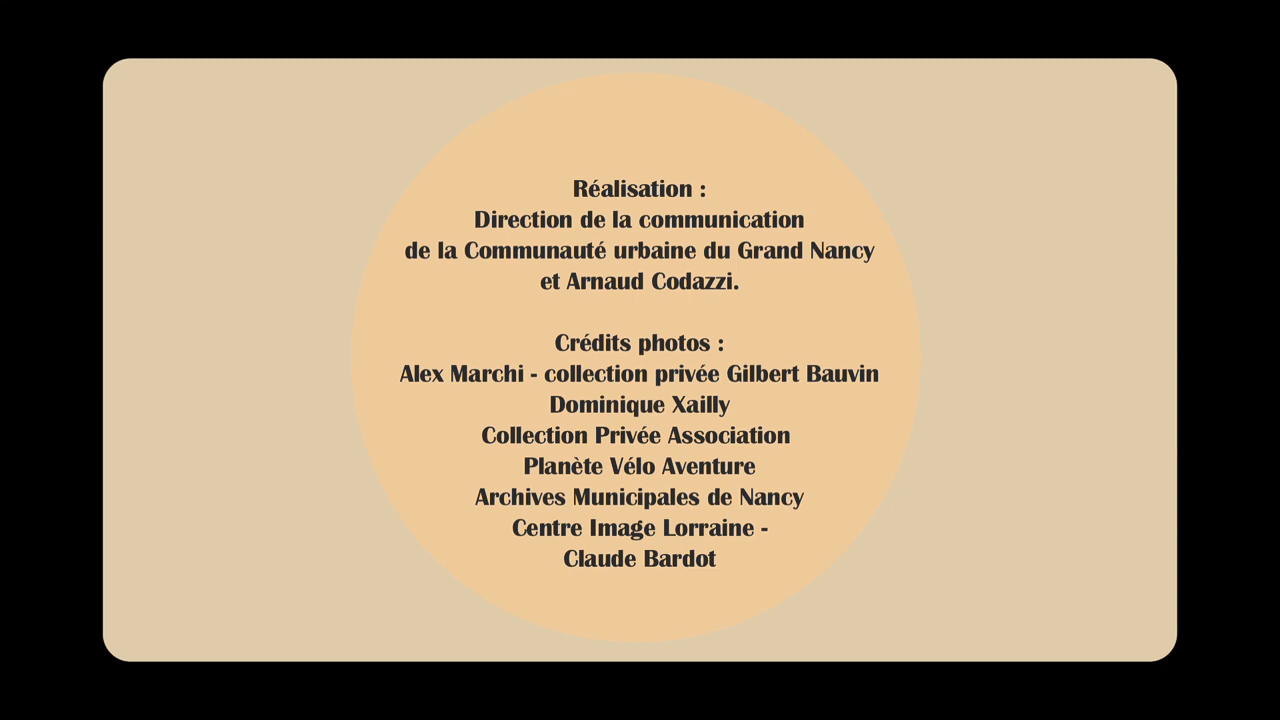 Réalisation :
Direction de la communication
de la Communauté urbaine du Grand Nancy
et Arnaud Codazzi.
Crédits photos :
Alex Marchi - collection privée Gilbert Bauvin
Dominique Xailly
Collection Privée Association
Planète Vélo Aventure
Archives Municipales de Nancy
Centre Image Lorraine -
Claude Bardot